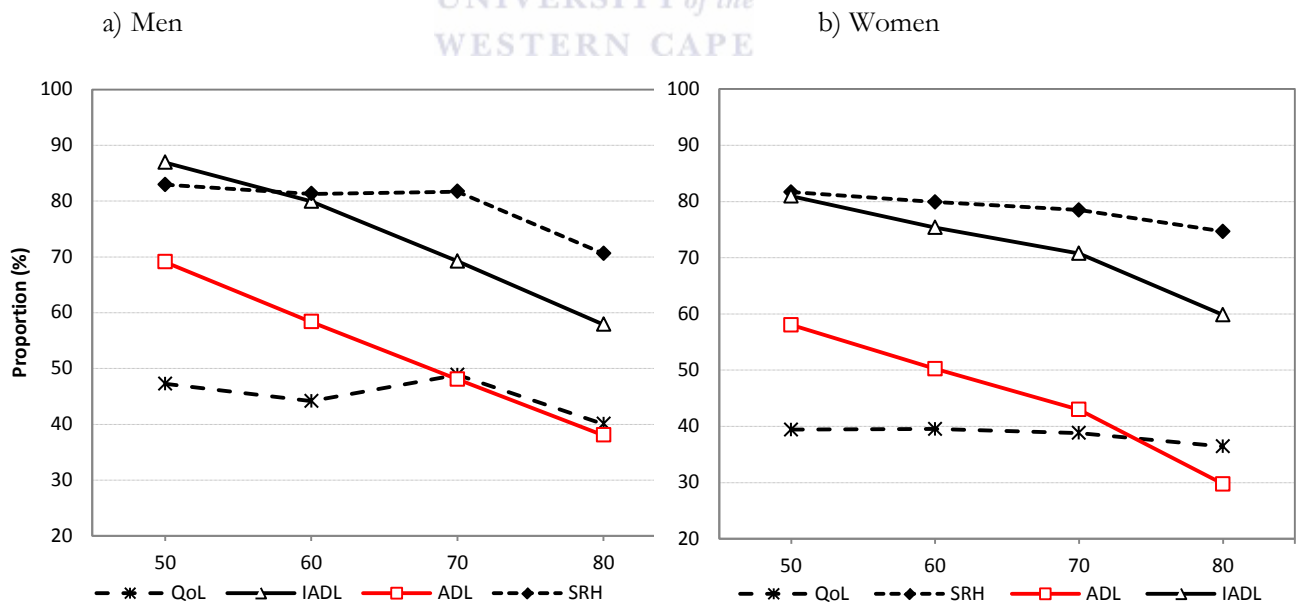 UNIVERSITY of the
a) Men
b) Women
WESTERN CAPE
100
90
80
70
60
50
40
30
20
Proportion (%)
50 60 70 80
QoL IADL ADL SRH
100
90
80
70
60
50
40
30
20
50 60 70 80
QoL SRH ADL IADL